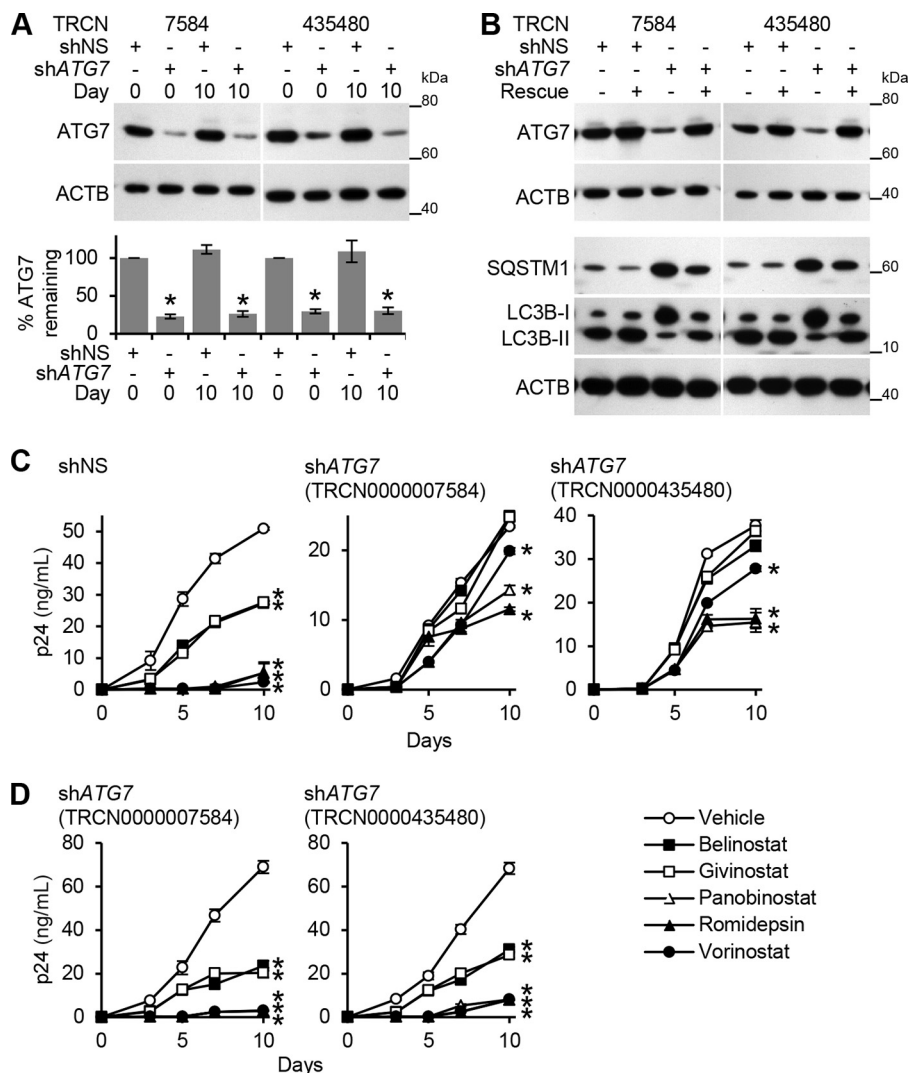 A
TRCN 7584 435480
shNS + - + - + - + -
shATG7 - + - + - + - +
Day 0 0 10 10 0 0 10 10
kDa
80
ATG7
60
ACTB
40
% ATG7 remaining
100
50
0
* * * *
shNS + - + - + - + -
shATG7 - + - + - + - +
Day 0 0 10 10 0 0 10 10
B
TRCN 7584 435480
shNS + + - - + + - -
shATG7 - - + + - - + +
Rescue - + - + - + - +
kDa
80
ATG7
60
ACTB
40
SQSTM1
60
LC3B-I
LC3B-II
10
ACTB
40
C
shNS
p24 (ng/mL)
50
40
30
20
10
0
0 5 10
* * * * *
shATG7
(TRCN0000007584)
20
10
0
0 5 10
* * *
shATG7
(TRCN0000435480)
40
30
20
10
0
0 5 10
* * *
Days
D
shATG7
(TRCN0000007584)
p24 (ng/mL)
80
60
40
20
0
0 5 10
* * * * *
shATG7
(TRCN0000435480)
80
60
40
20
0
0 5 10
* * * * *
Days
Vehicle
Belinostat
Givinostat
Panobinostat
Romidepsin
Vorinostat